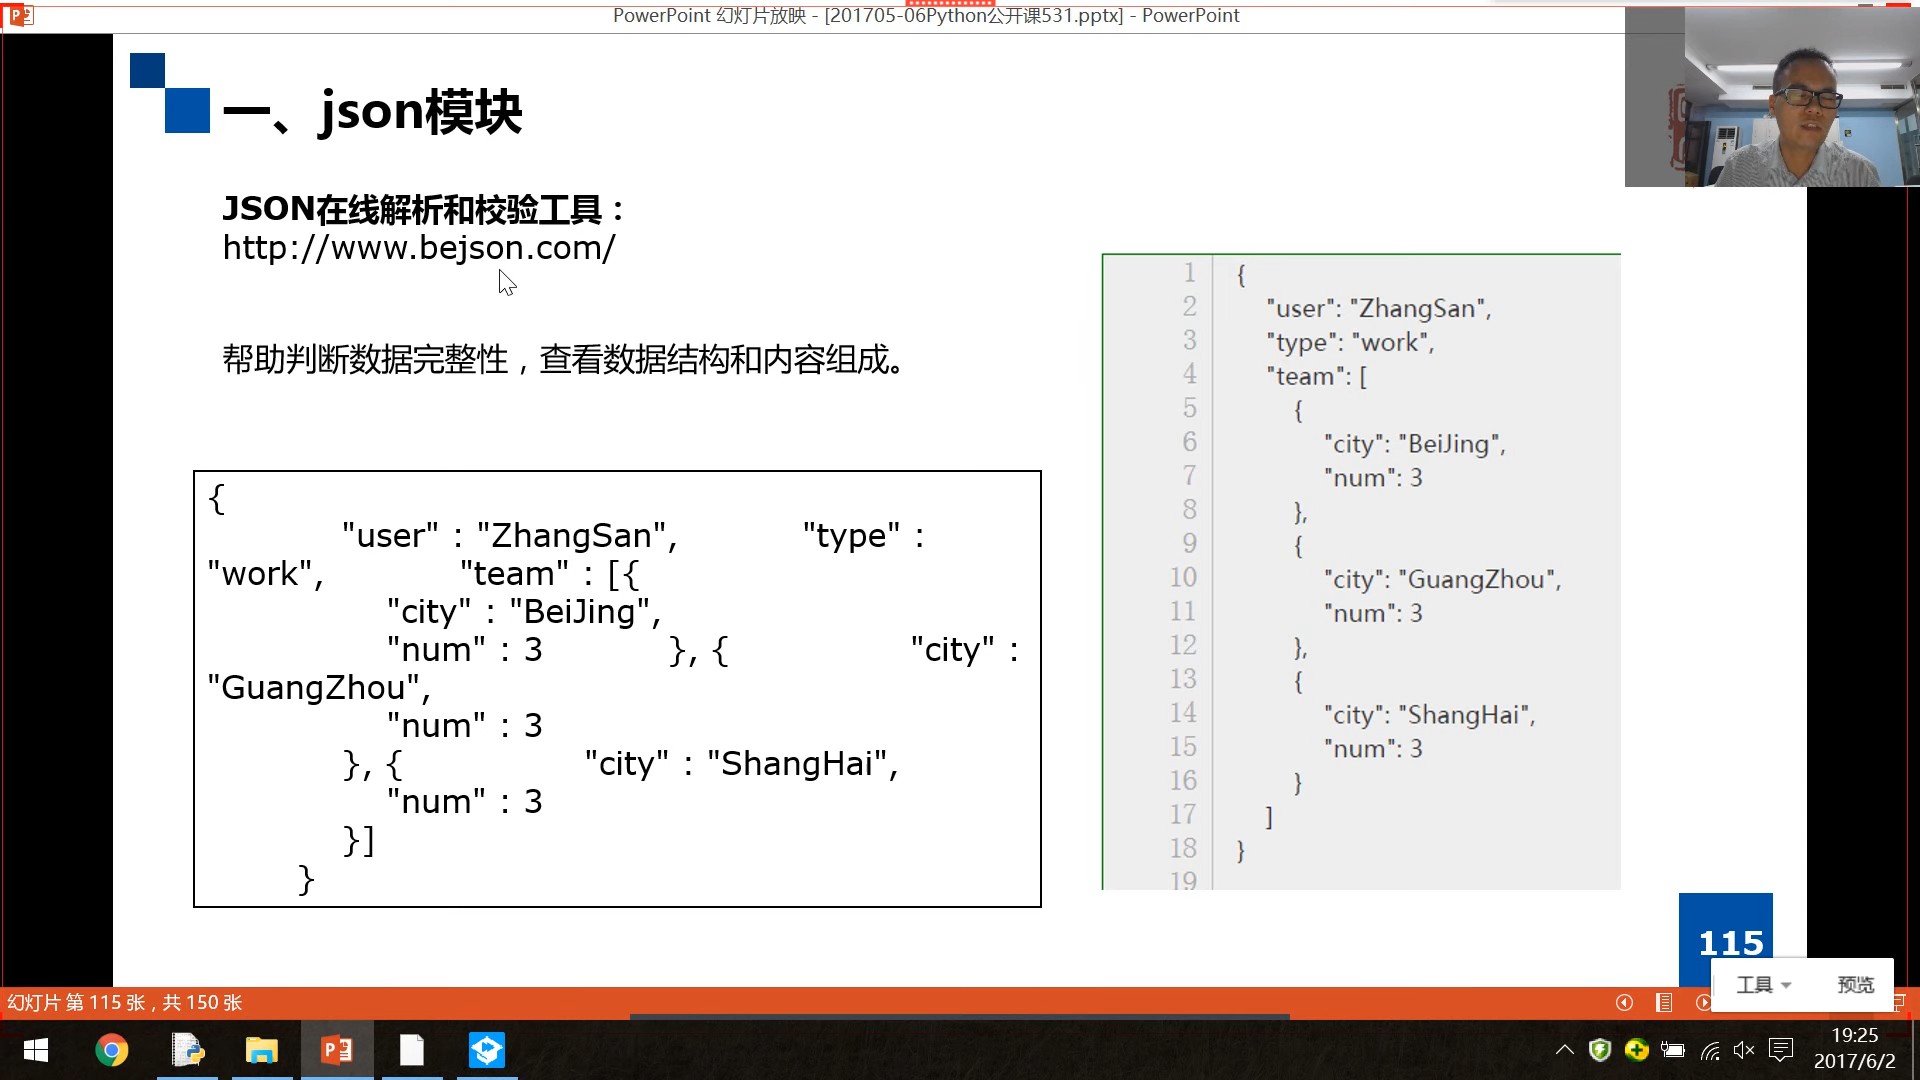 PowerPoint 幻灯片放映 - [201705-06Python公开课531.pptx] - PowerPoint
一、json模块
JSON在线解析和校验工具：
http://www.bejson.com/
帮助判断数据完整性，查看数据结构和内容组成。
{
"user" : "ZhangSan", "type" :
"work", "team" : [{
"city" : "BeiJing",
"num" : 3 }, { "city" :
"GuangZhou",
"num" : 3
}, { "city" : "ShangHai",
"num" : 3
}]
}
1 {
2 "user": "ZhangSan",
3 "type": "work",
4 "team": [
5 {
6 "city": "BeiJing",
7 "num": 3
8 },
9 {
10 "city": "GuangZhou",
11 "num": 3
12 },
13 {
14 "city": "ShangHai",
15 "num": 3
16 }
17 ]
18 }
19
115
工具 预览
幻灯片 第 115 张，共 150 张
19:25
2017/6/2